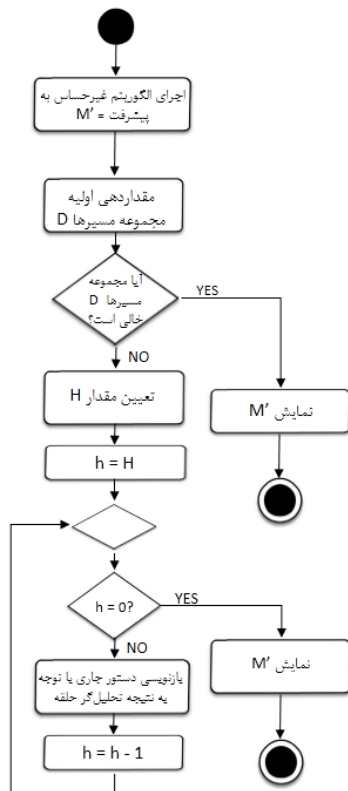 اجرای الگوریتم غیرحساس به
پیشرفت = M′
مقداردهی اولیه
مجموعه مسیرها D
آیا مجموعه
مسیرها D
خالی است؟
YES
NO
تعیین مقدار H
نمایش M′
h = H
h = 0?
YES
NO
بازنویسی دستور جاری با توجه
به نتیجه تحلیل‌گر حلقه
نمایش M′
h = h - 1